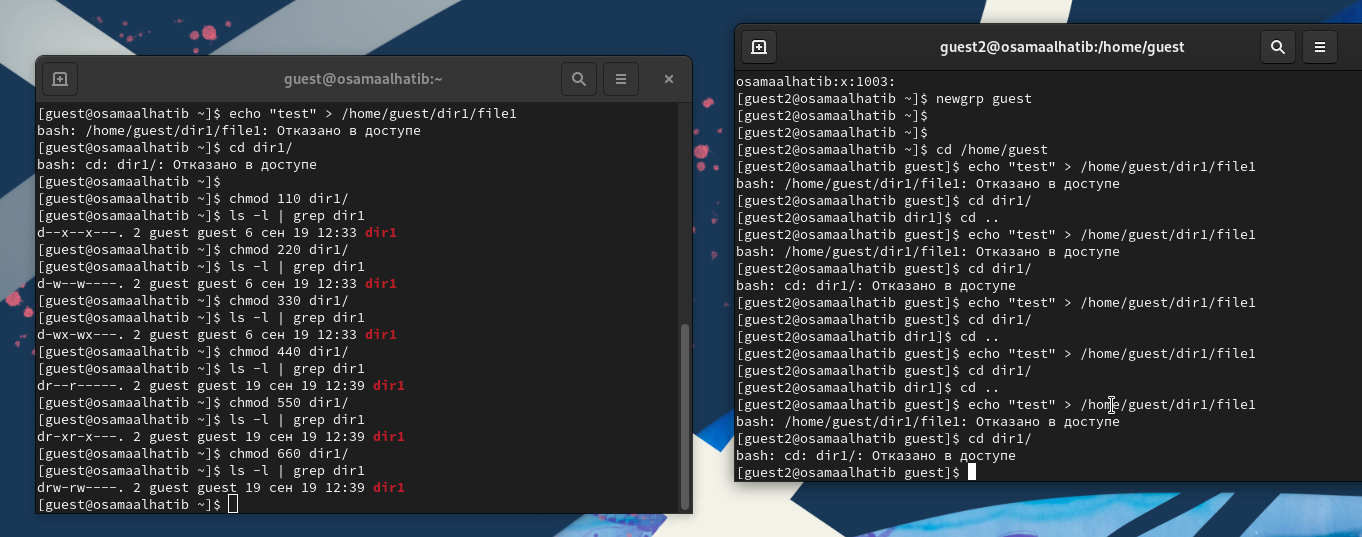 guest@osamaalhatib:~
[guest@osamaalhatib ~]$ echo "test" > /home/guest/dir1/file1
bash: /home/guest/dir1/file1: Отказано в доступе
[guest@osamaalhatib ~]$ cd dir1/
bash: cd: dir1/: Отказано в доступе
[guest@osamaalhatib ~]$
[guest@osamaalhatib ~]$ chmod 110 dir1/
[guest@osamaalhatib ~]$ ls -l | grep dir1
d--x--x---. 2 guest guest 6 сен 19 12:33 dir1
[guest@osamaalhatib ~]$ chmod 220 dir1/
[guest@osamaalhatib ~]$ ls -l | grep dir1
d-w--w----. 2 guest guest 6 сен 19 12:33 dir1
[guest@osamaalhatib ~]$ chmod 330 dir1/
[guest@osamaalhatib ~]$ ls -l | grep dir1
d-wx-wx---. 2 guest guest 6 сен 19 12:33 dir1
[guest@osamaalhatib ~]$ chmod 440 dir1/
[guest@osamaalhatib ~]$ ls -l | grep dir1
dr--r-----. 2 guest guest 19 сен 19 12:39 dir1
[guest@osamaalhatib ~]$ chmod 550 dir1/
[guest@osamaalhatib ~]$ ls -l | grep dir1
dr-xr-x---. 2 guest guest 19 сен 19 12:39 dir1
[guest@osamaalhatib ~]$ chmod 660 dir1/
[guest@osamaalhatib ~]$ ls -l | grep dir1
drw-rw----. 2 guest guest 19 сен 19 12:39 dir1
[guest@osamaalhatib ~]$
guest2@osamaalhatib:/home/guest
osamaalhatib:x:1003:
[guest2@osamaalhatib ~]$ newgrp guest
[guest2@osamaalhatib ~]$
[guest2@osamaalhatib ~]$
[guest2@osamaalhatib ~]$ cd /home/guest
[guest2@osamaalhatib guest]$ echo "test" > /home/guest/dir1/file1
bash: /home/guest/dir1/file1: Отказано в доступе
[guest2@osamaalhatib guest]$ cd dir1/
[guest2@osamaalhatib dir1]$ cd ..
[guest2@osamaalhatib guest]$ echo "test" > /home/guest/dir1/file1
bash: /home/guest/dir1/file1: Отказано в доступе
[guest2@osamaalhatib guest]$ cd dir1/
bash: cd: dir1/: Отказано в доступе
[guest2@osamaalhatib guest]$ echo "test" > /home/guest/dir1/file1
[guest2@osamaalhatib guest]$ cd dir1/
[guest2@osamaalhatib dir1]$ cd ..
[guest2@osamaalhatib guest]$ echo "test" > /home/guest/dir1/file1
[guest2@osamaalhatib guest]$ cd dir1/
[guest2@osamaalhatib dir1]$ cd ..
[guest2@osamaalhatib guest]$ echo "test" > /home/guest/dir1/file1
bash: /home/guest/dir1/file1: Отказано в доступе
[guest2@osamaalhatib guest]$ cd dir1/
bash: cd: dir1/: Отказано в доступе
[guest2@osamaalhatib guest]$